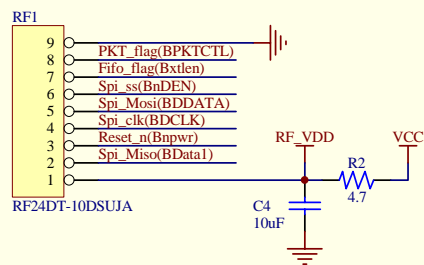 RF1
9
8 PKT_flag(BPKTCTL)
7 Fifo_flag(Bxtlen)
6 Spi_ss(BnDEN)
5 Spi_Mosi(BDDATA)
4 Spi_clk(BDCLK)
3 Reset_n(Bnpwr)
2 Spi_Miso(BData1)
1
RF24DT-10DSUJA
RF_VDD
VCC
R2
4.7
C4
10uF